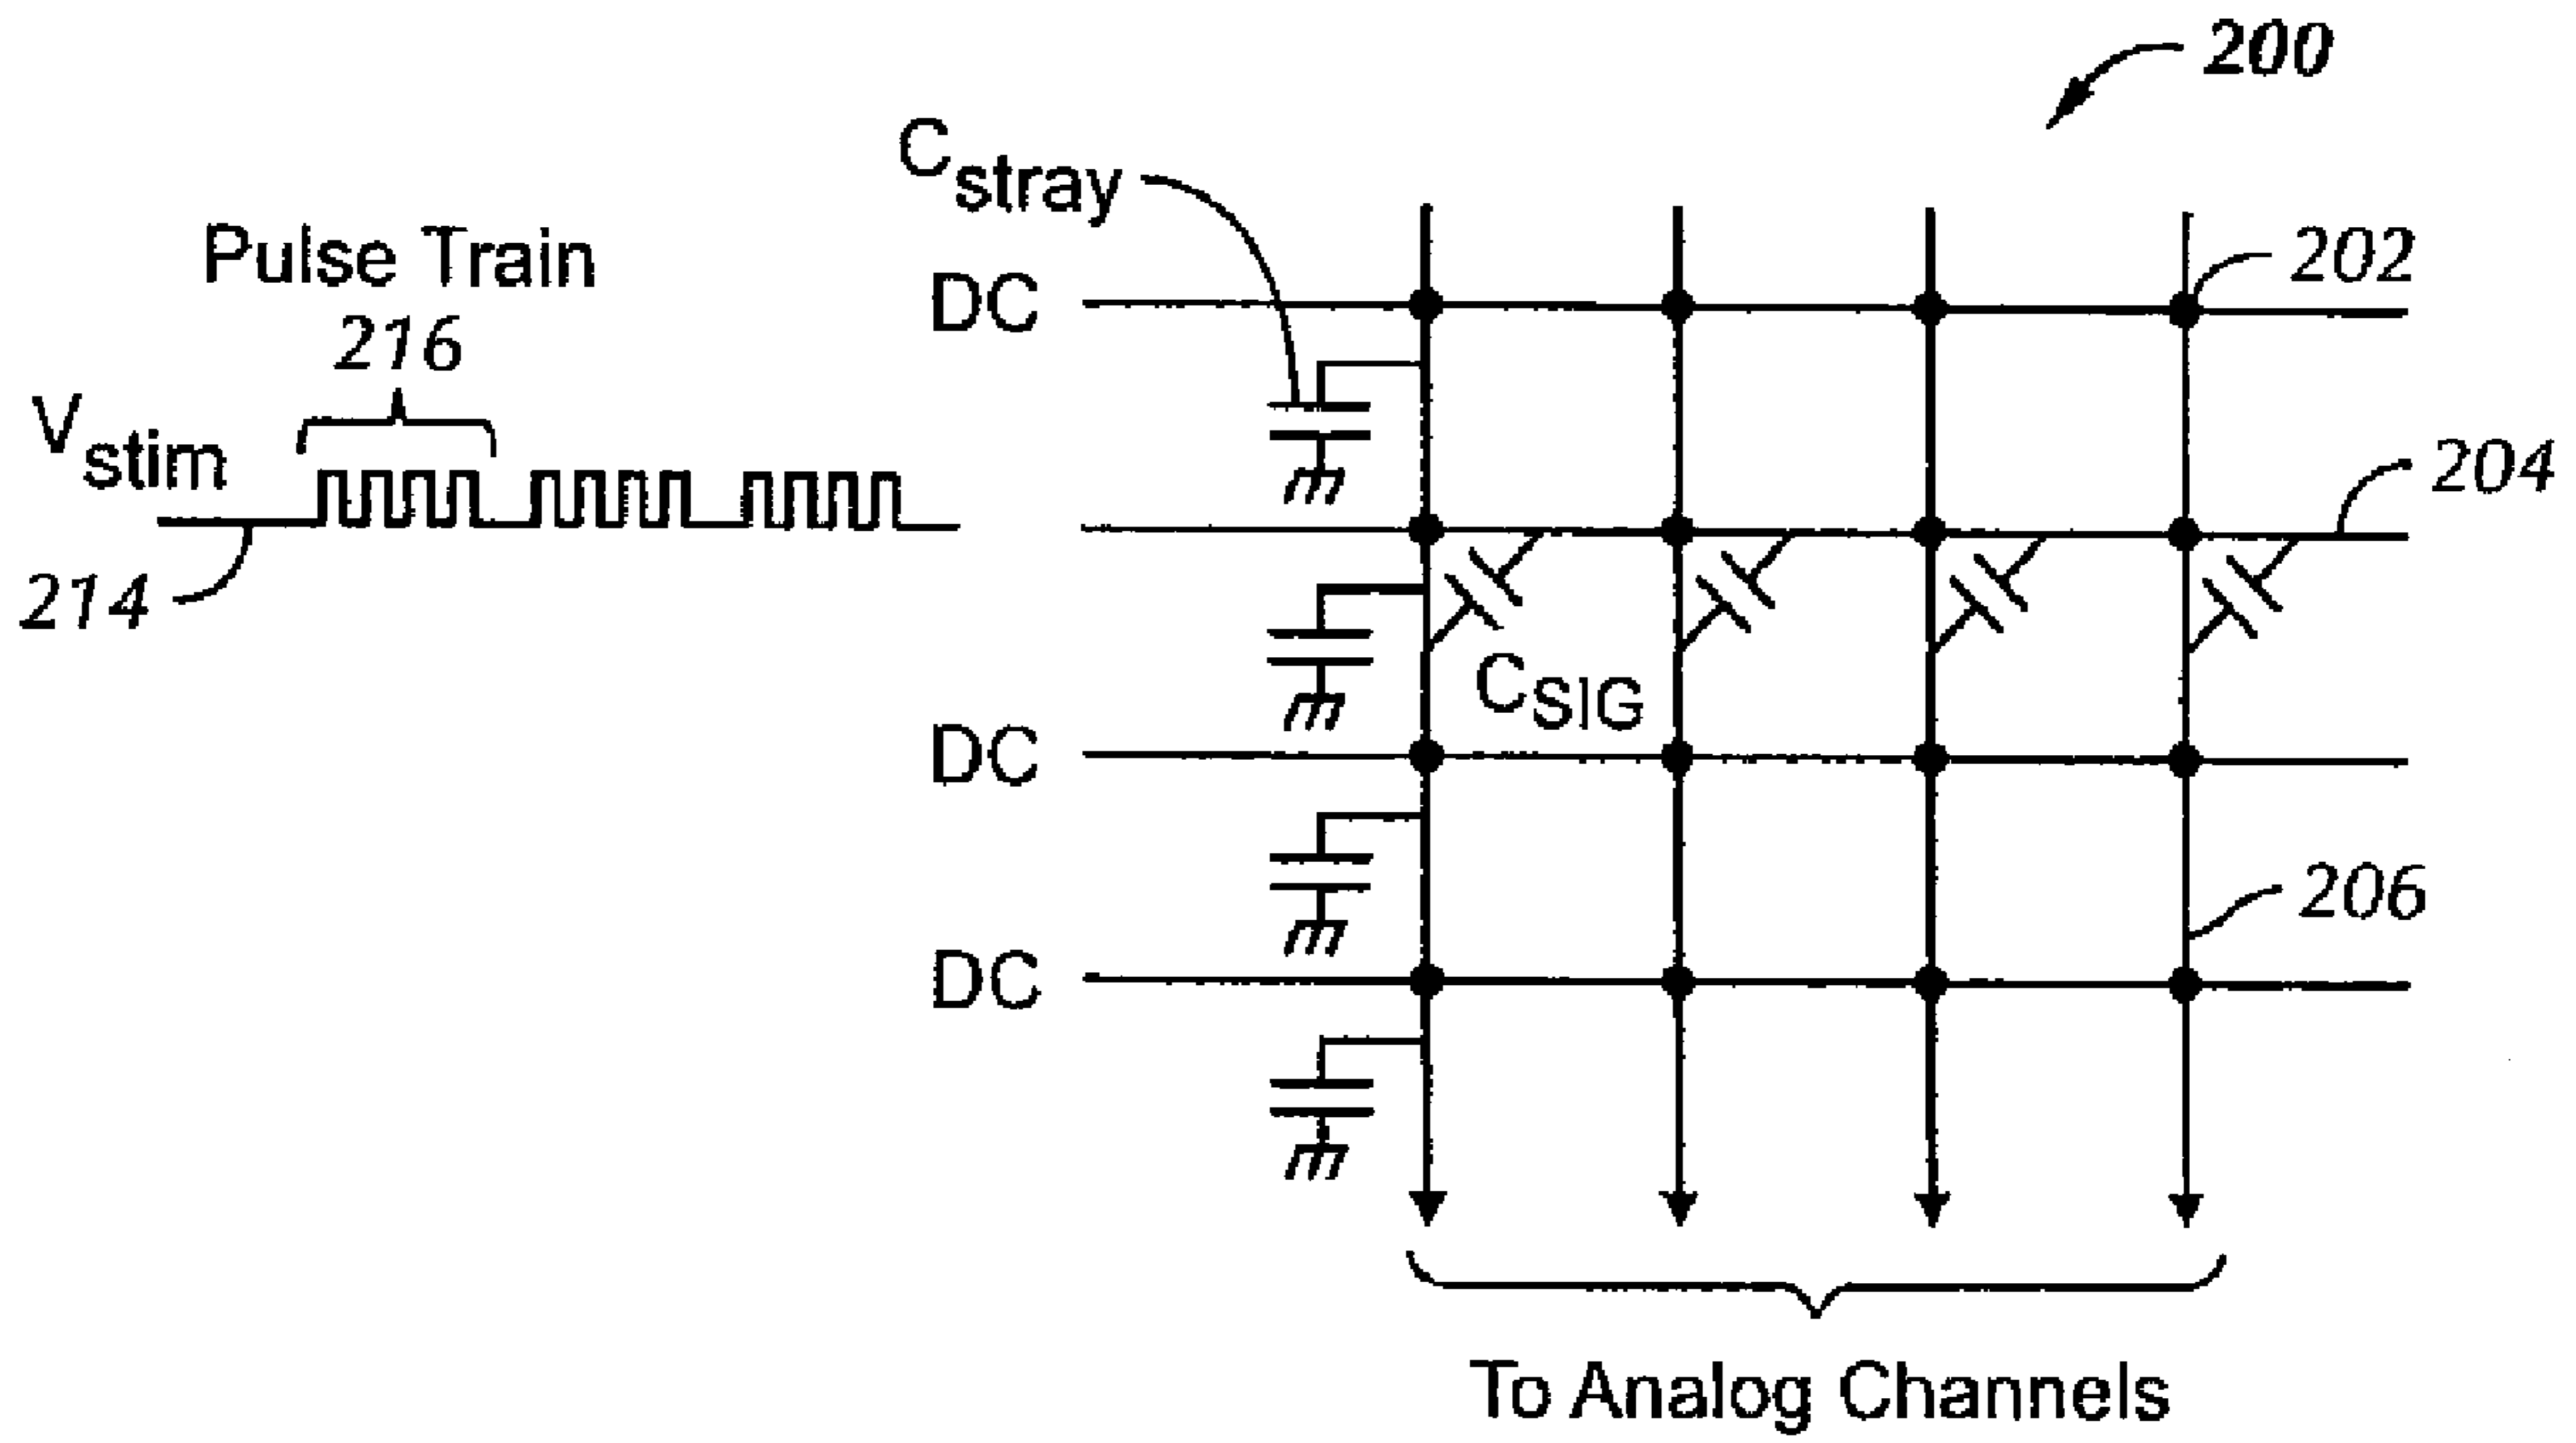 200
Cstray
Pulse Train
216
DC
202
Vstim
204
214
CSIG
DC
206
DC
To Analog Channels